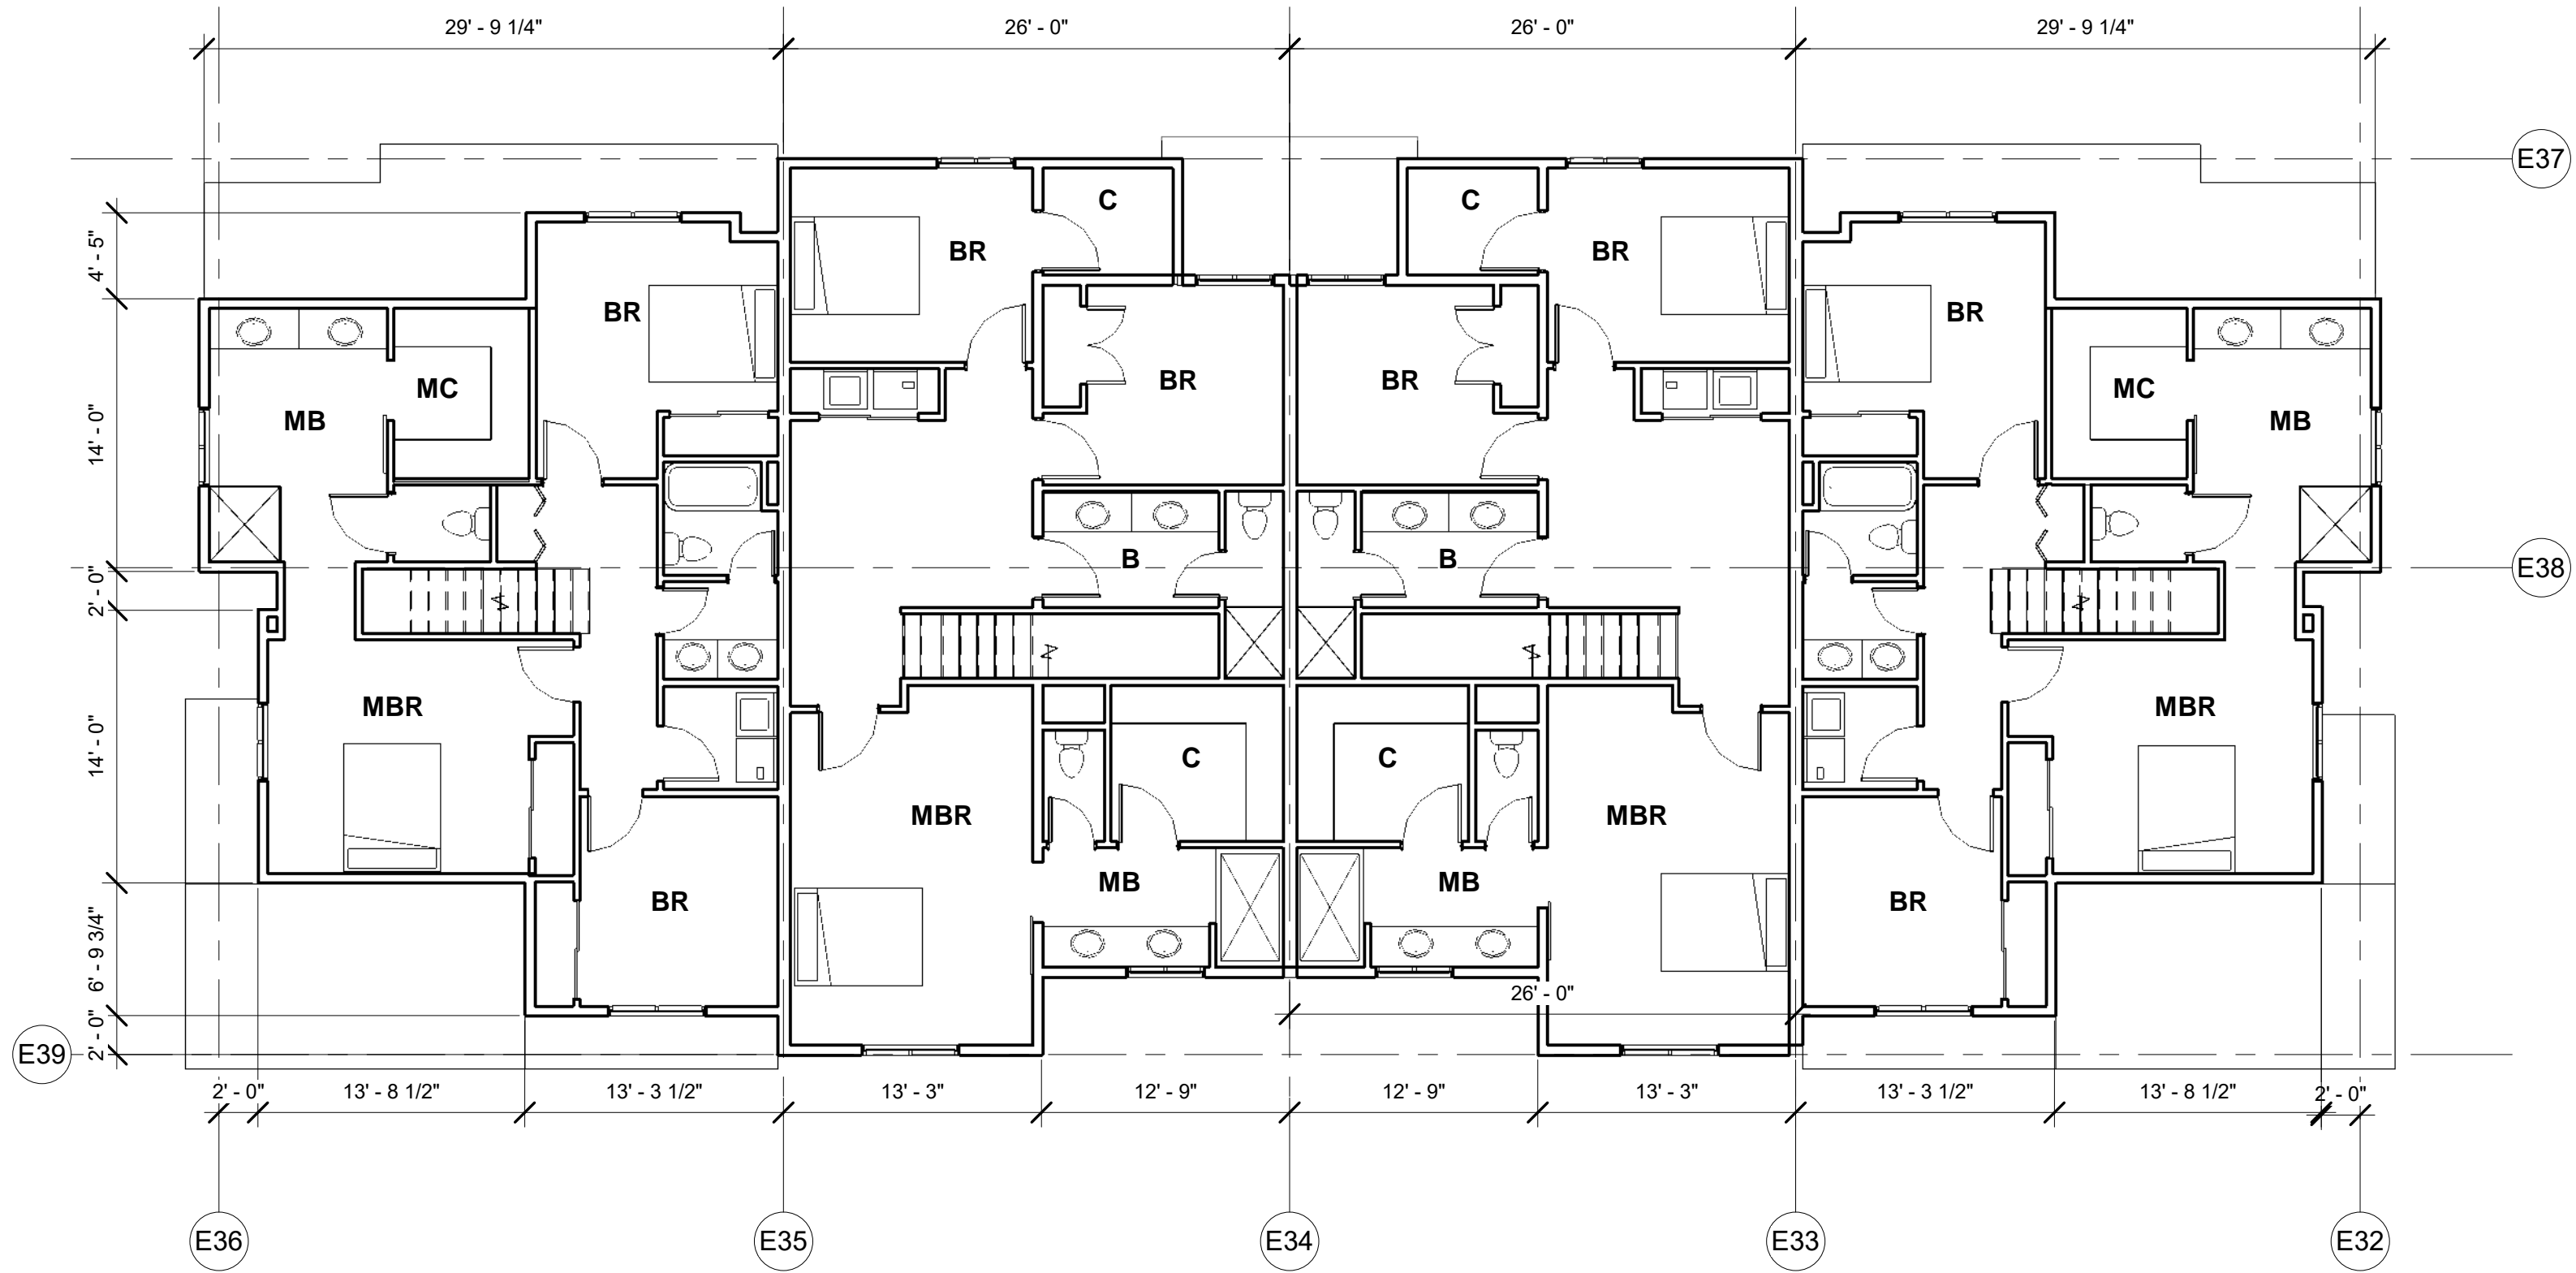 29' - 9 1/4" 26' - 0" 26' - 0" 29' - 9 1/4"
E37
C C
4' - 5"
BR BR
BR BR
BR BR
MC MC
14' - 0"
MB MB
B B
E38
2' - 0"
MBR MBR
14' - 0"
C C
MBR MBR
MB MB
BR BR
6' - 9 3/4"
26' - 0"
2' - 0"
E39
2' - 0" 13' - 8 1/2" 13' - 3 1/2" 13' - 3" 12' - 9" 12' - 9" 13' - 3" 13' - 3 1/2" 13' - 8 1/2" 2' - 0"
E36 E35 E34 E33 E32